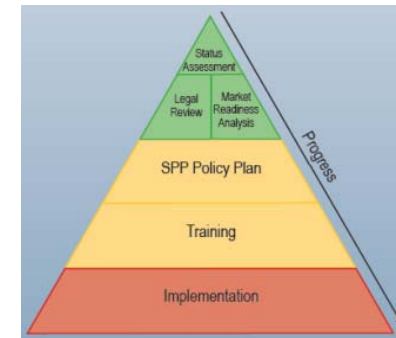 Status
Assessment
Legal
Review
Market
Readiness
Analysis
Progress
SPP Policy Plan
Training
Implementation